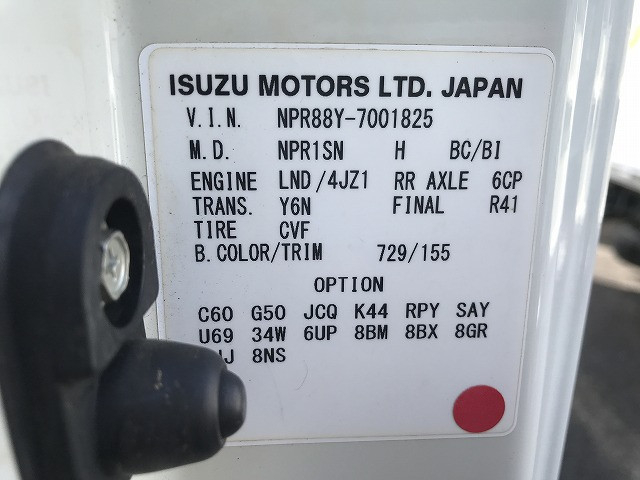 ISUZU MOTORS LTD. JAPAN
V.I.N. NPR88Y-7001825
M.D. NPR1SN H BC/BI
ENGINE LND/4JZ1 RR AXLE 6CP
TRANS. Y6N FINAL R41
TIRE CVF
B.COLOR/TRIM 729/155
OPTION
C60 G50 JCQ K44 RPY SAY
U69 34W 6UP 8BM 8BX 8GR
8NS